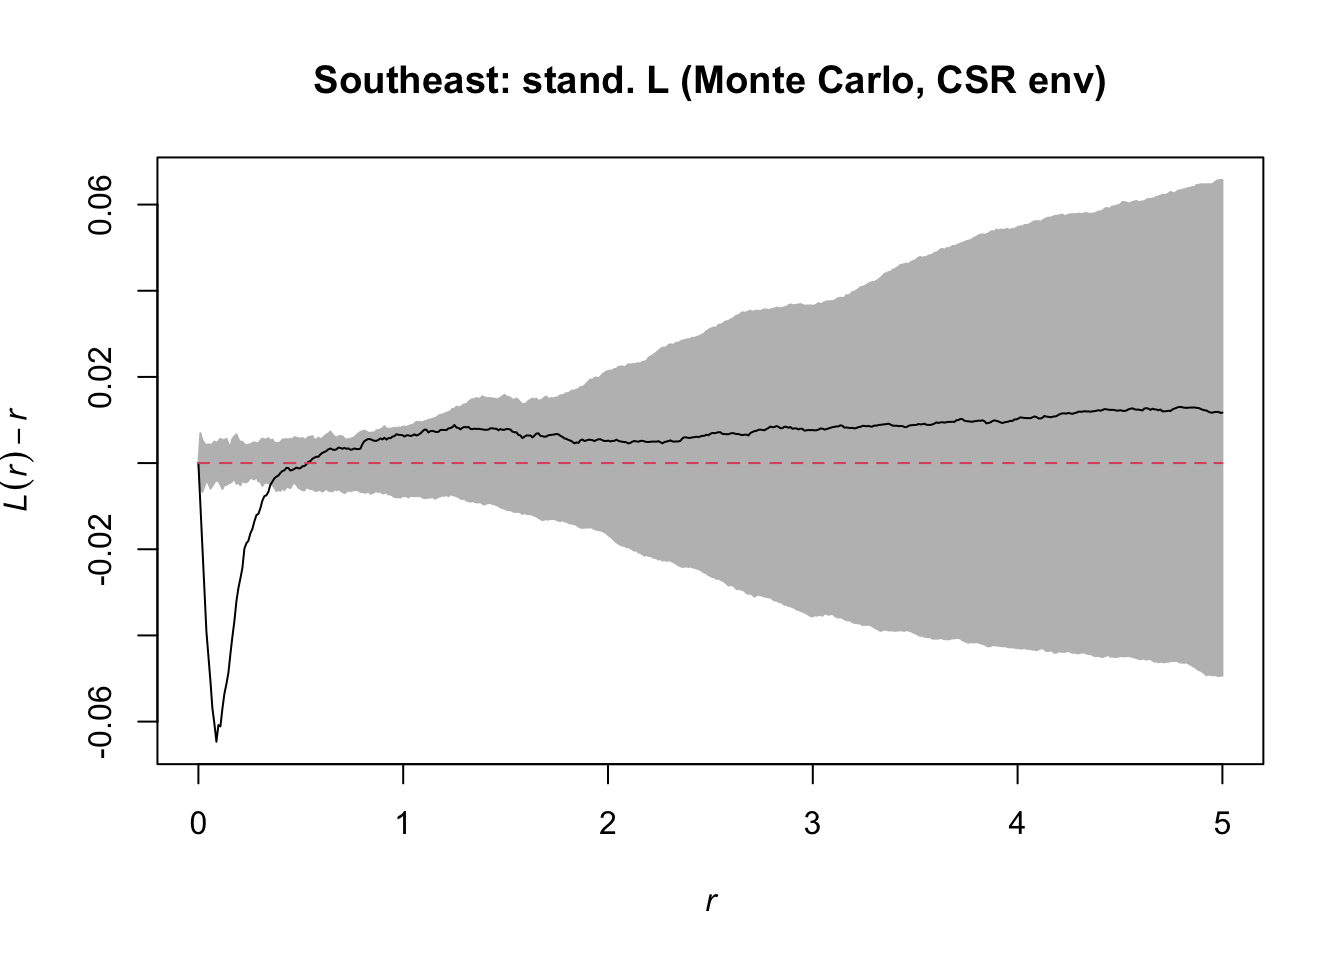 Southeast: stand. L (Monte Carlo, CSR env)
L(r) − r
0.06
0.02
-0.02
-0.06
0 1 2 3 4 5
r